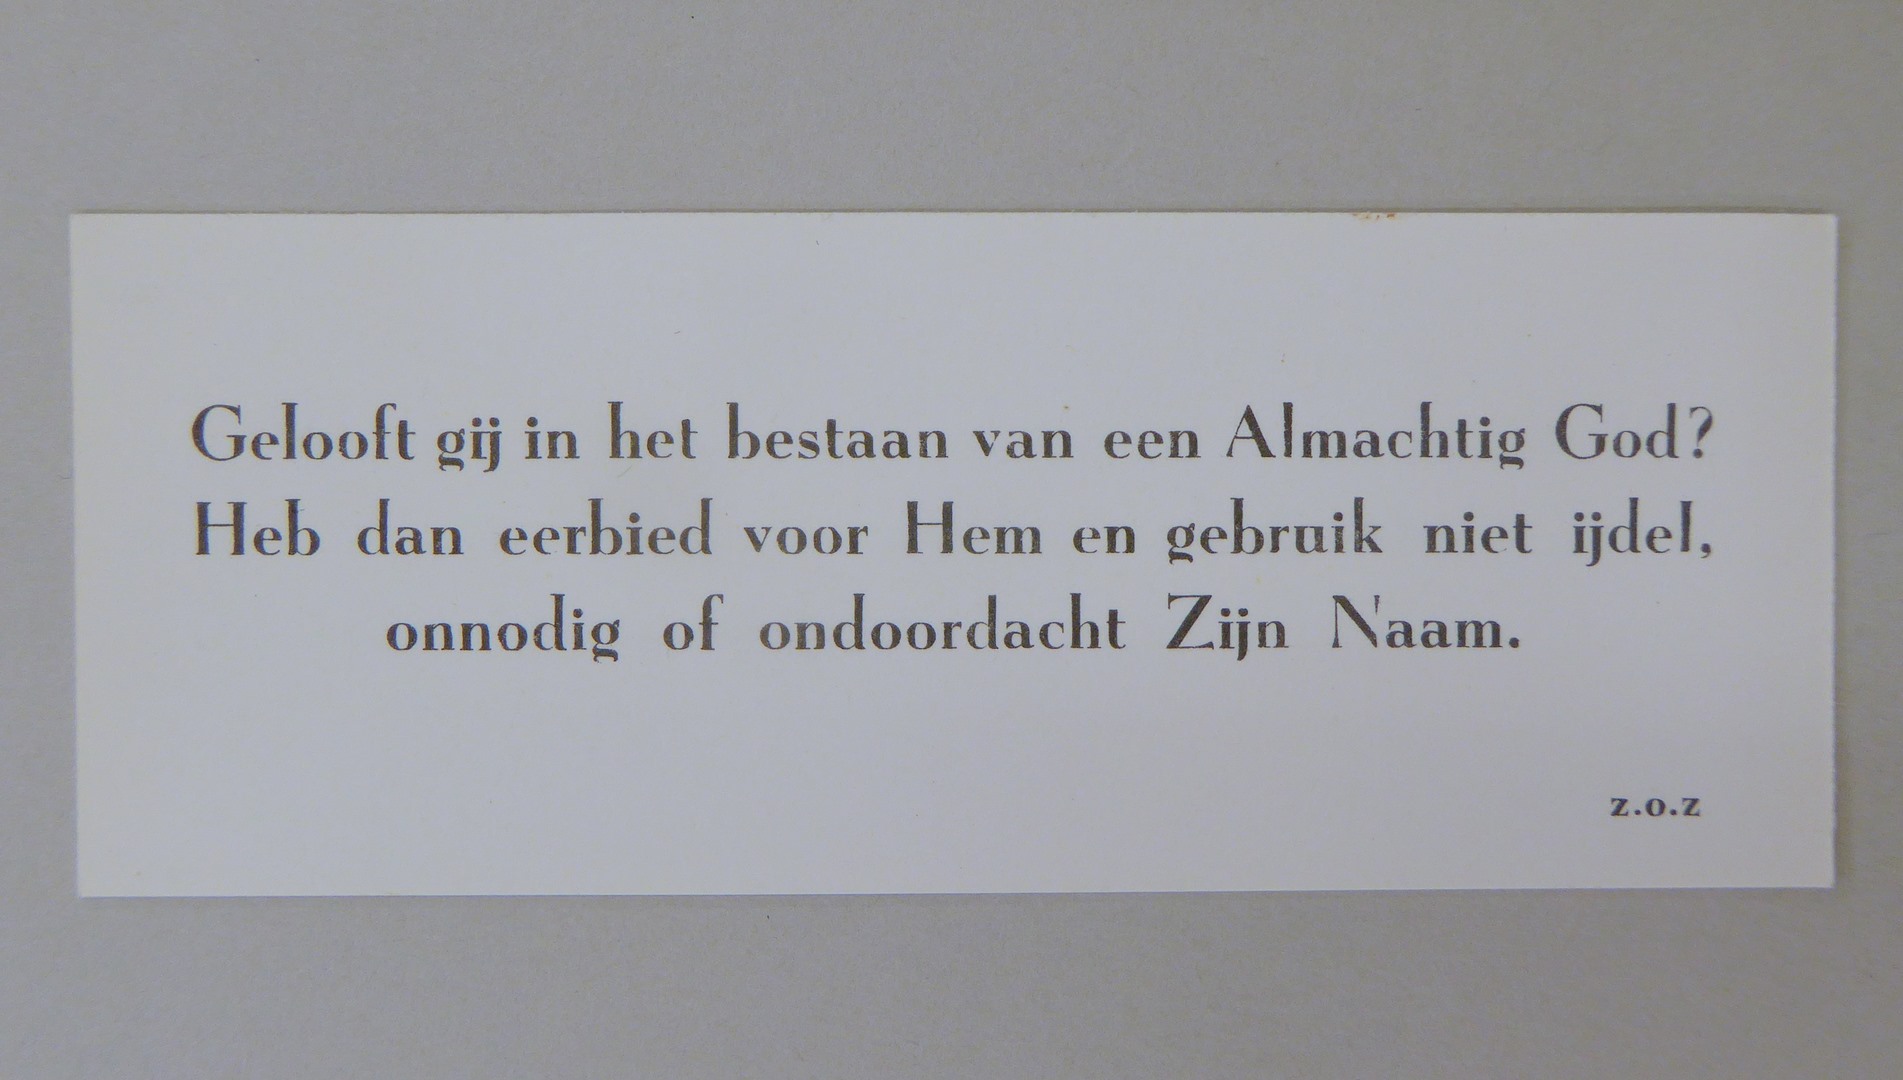 Gelooft gij in het bestaan van een Almachtig God?
Heb dan eerbied voor Hem en gebruik niet ijdel,
onnodig of ondoordacht Zijn Naam.
z.o.z